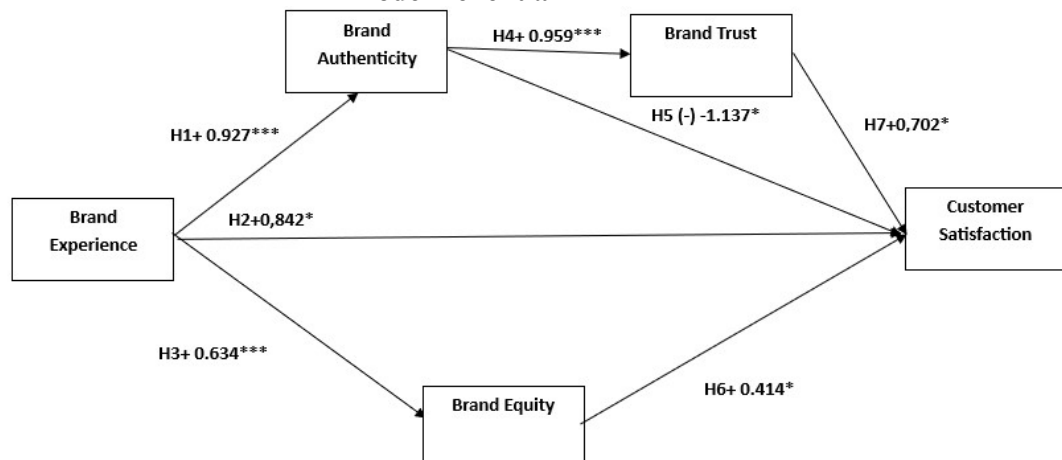 Brand
Authenticity
H4+ 0.959***
Brand Trust
H5 (-) -1.137*
H7+0,702*
H1+ 0.927***
Brand
Experience
H2+0,842*
Customer
Satisfaction
H3+ 0.634***
Brand Equity
H6+ 0.414*